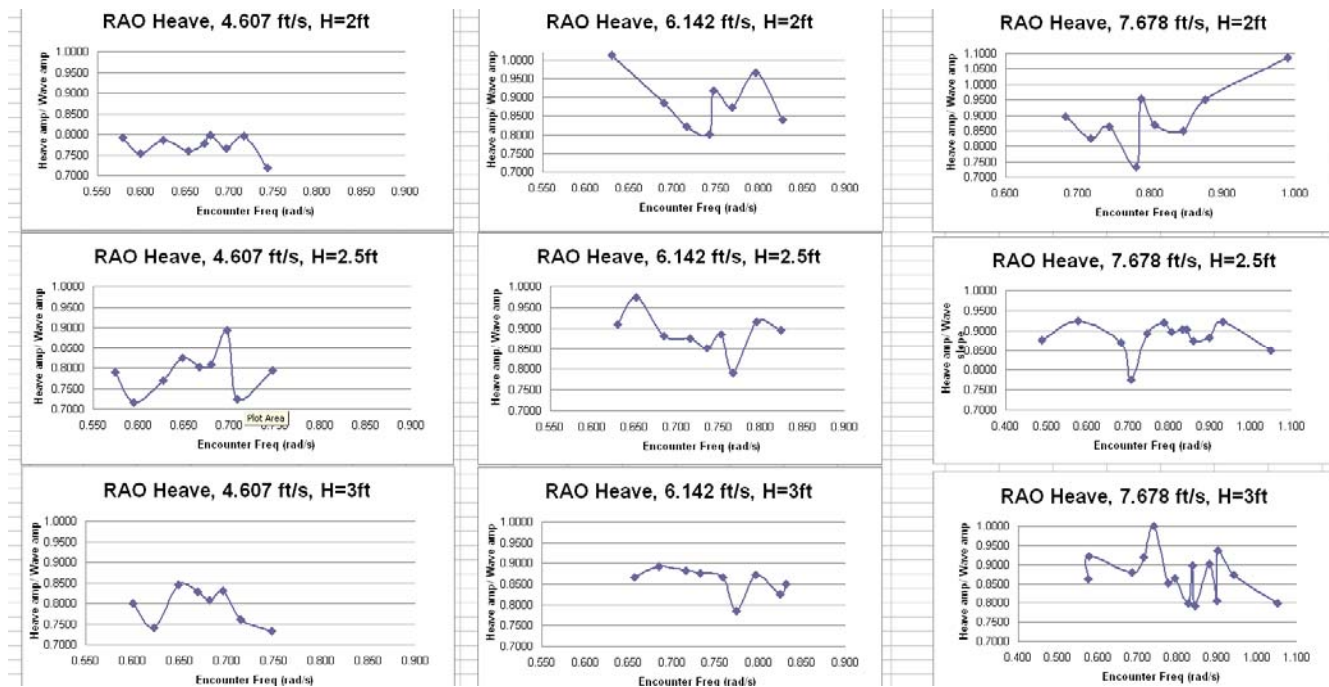 RAO Heave, 4.607 ft/s, H=2ft
Heave amp/ Wave amp
1.0000
0.9500
0.9000
0.8500
0.8000
0.7500
0.7000
0.550 0.600 0.650 0.700 0.750 0.800 0.850 0.900
Encounter Freq (rad/s)
RAO Heave, 6.142 ft/s, H=2ft
Heave amp/ Wave amp
1.0000
0.9500
0.9000
0.8500
0.8000
0.7500
0.7000
0.550 0.600 0.650 0.700 0.750 0.800 0.850 0.900
Encounter Freq (rad/s)
RAO Heave, 7.678 ft/s, H=2ft
Heave amp/ Wave amp
1.1000
1.0500
1.0000
0.9500
0.9000
0.8500
0.8000
0.7500
0.7000
0.600 0.700 0.800 0.900 1.000
Encounter Freq (rad/s)
RAO Heave, 4.607 ft/s, H=2.5ft
Heave amp/ Wave amp
1.0000
0.9500
0.9000
0.8500
0.8000
0.7500
0.7000
Plot Area
0.550 0.600 0.650 0.700 0.750 0.800 0.850 0.900
Encounter Freq (rad/s)
RAO Heave, 6.142 ft/s, H=2.5ft
Heave amp/ Wave amp
1.0000
0.9500
0.9000
0.8500
0.8000
0.7500
0.7000
0.550 0.600 0.650 0.700 0.750 0.800 0.850 0.900
Encounter Freq (rad/s)
RAO Heave, 7.678 ft/s, H=2.5ft
Heave amp/ Wave
slope
1.0000
0.9500
0.9000
0.8500
0.8000
0.7500
0.7000
0.400 0.500 0.600 0.700 0.800 0.900 1.000 1.100
Encounter Freq (rad/s)
RAO Heave, 4.607 ft/s, H=3ft
Heave amp/ Wave amp
1.0000
0.9500
0.9000
0.8500
0.8000
0.7500
0.7000
0.550 0.600 0.650 0.700 0.750 0.800 0.850 0.900
Encounter Freq (rad/s)
RAO Heave, 6.142 ft/s, H=3ft
Heave amp/ Wave amp
1.0000
0.9500
0.9000
0.8500
0.8000
0.7500
0.7000
0.550 0.600 0.650 0.700 0.750 0.800 0.850 0.900
Encounter Freq (rad/s)
RAO Heave, 7.678 ft/s, H=3ft
Heave amp/ Wave amp
1.0000
0.9500
0.9000
0.8500
0.8000
0.7500
0.7000
0.400 0.500 0.600 0.700 0.800 0.900 1.000 1.100
Encounter Freq (rad/s)